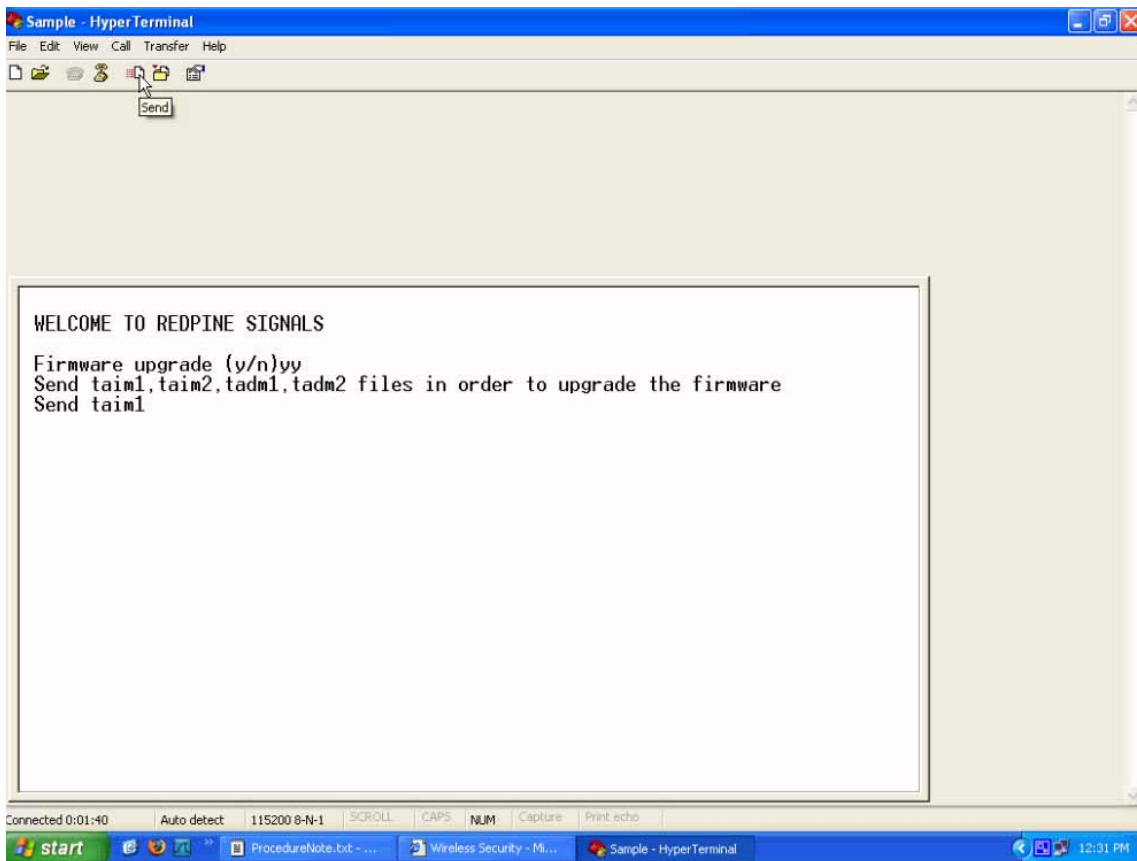 Sample - HyperTerminal
File Edit View Call Transfer Help
Send
WELCOME TO REDPINE SIGNALS
Firmware upgrade (y/n)yy
Send taim1,taim2,tadm1,tadm2 files in order to upgrade the firmware
Send taim1
Connected 0:01:40 Auto detect 115200 8-N-1 SCROLL CAPS NUM Capture Print echo
start ProcedureNote.txt - ... Wireless Security - Mi... Sample - HyperTerminal 12:31 PM